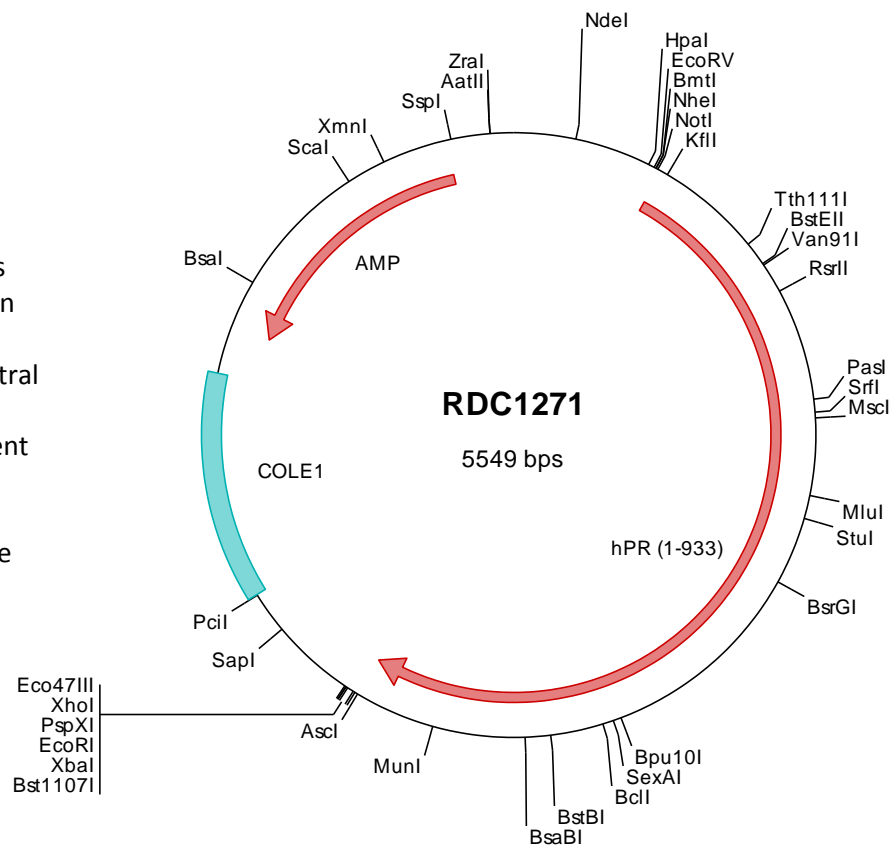 NdeI
HpaI
EcoRV
BmtI
NheI
NotI
KflI
ZraI
AatII
SspI
XmnI
ScaI
BsaI
Tth111I
BstEII
Van91I
RsrII
PasI
SrfI
MscI
MluI
StuI
BsrGI
Bpu10I
SexAI
BclI
BstBI
BsaBI
MunI
AscI
Eco47III
XhoI
PspXI
EcoRI
XbaI
Bst1107I
SapI
PciI
AMP
COLE1
hPR (1-933)
RDC1271
5549 bps
s
n
tral
ent
e